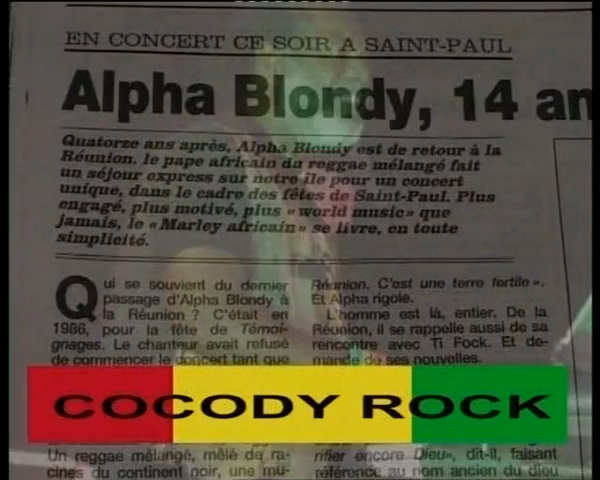 EN CONCERT CE SOIR A SAINT-PAUL
Alpha Blondy, 14 an
Quatorze ans après, Alpha Blondy est de retour à la
Réunion, le pape africain du reggae mélangé fait
un séjour express sur notre île pour un concert
unique, dans le cadre des fêtes de Saint-Paul. Plus
engagé, plus motivé, plus «world music» que
jamais, le «Marley africain» se livre, en toute
simplicité.
Qui se souvient du dernier
passage d'Alpha Blondy à
la Réunion ? C'était en
1986, pour la fête de Témoi-
gnages. Le chanteur avait refusé
de commencer le concert tant que
Réunion. C'est une terre fertile».
Et Alpha rigole.
L'homme est là, entier. De la
Réunion, il se rappelle aussi de sa
rencontre avec Ti Fock. Et de-
mande de ses nouvelles.
COCODY ROCK
Un reggae mélangé, mêlé de ra-
cines du continent noir, une mu-
rifier encore Dieu», dit-il, faisant
référence au nom ancien du dieu